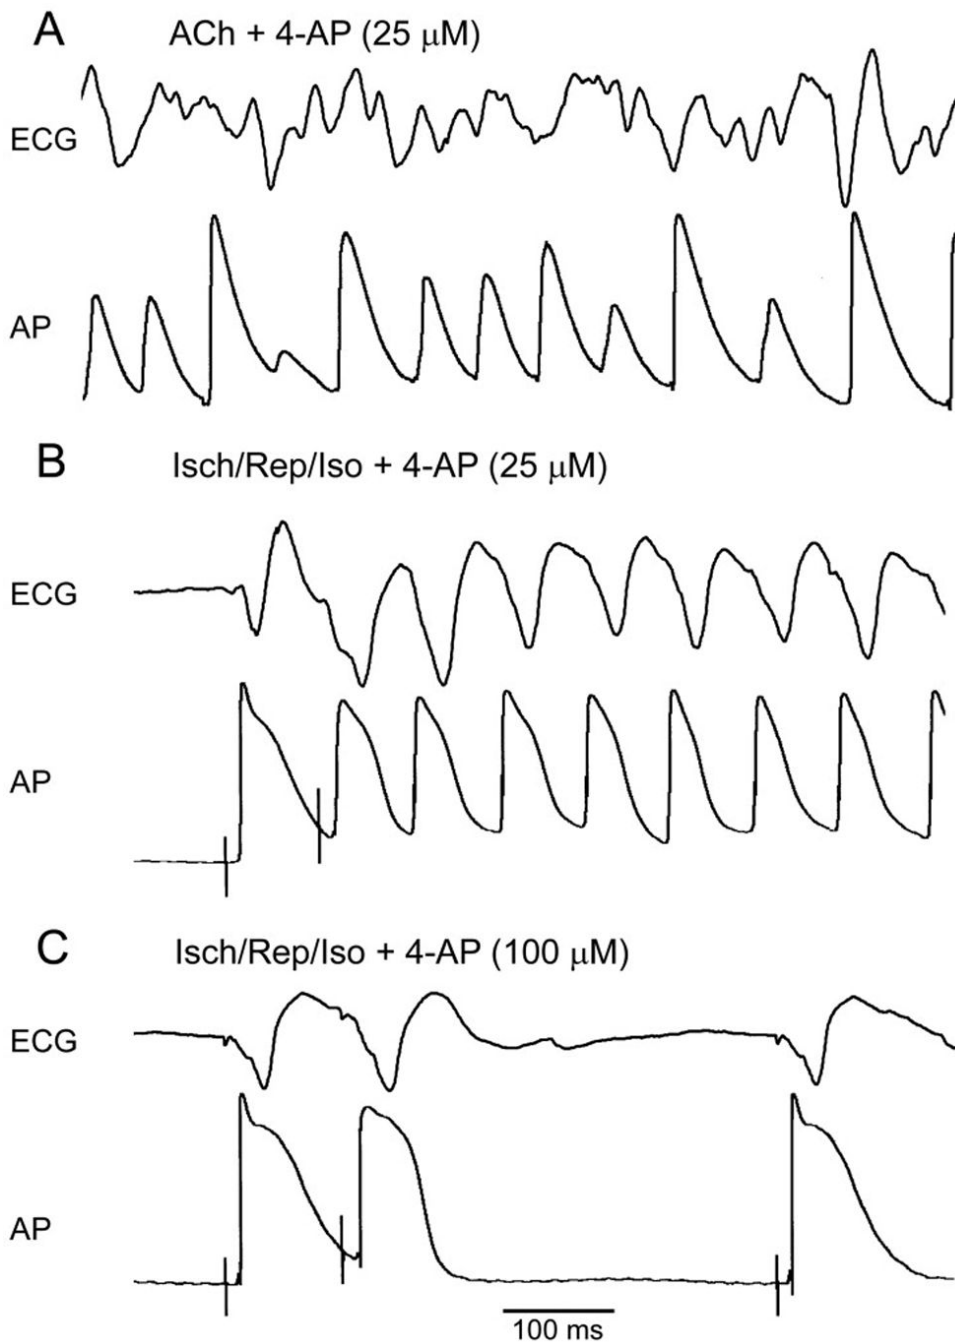 A
ACh + 4-AP (25 μM)
ECG
AP
B
Isch/Rep/Iso + 4-AP (25 μM)
ECG
AP
C
Isch/Rep/Iso + 4-AP (100 μM)
ECG
AP
100 ms